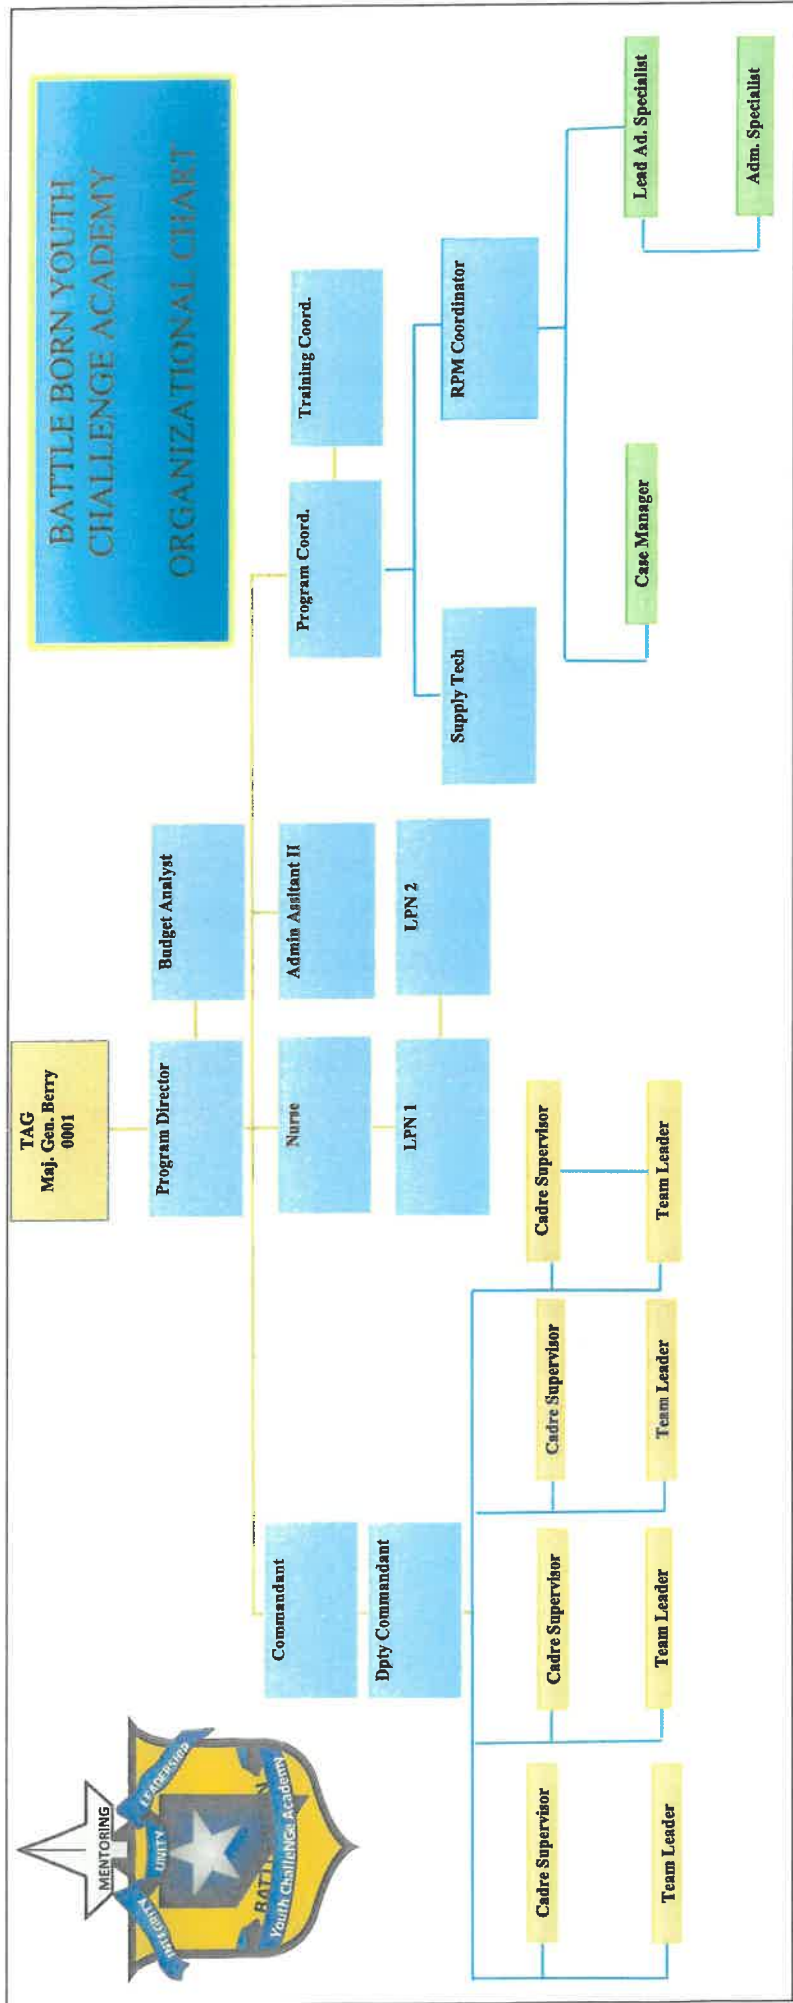 BATTLE BORN YOUTH
CHALLENGE ACADEMY
ORGANIZATIONAL CHART
MENTORING
INTEGRITY
UNITY
LEADERSHIP
Youth ChalleNGe Academy
TAG
Maj. Gen. Berry
0001
Program Director
Budget Analyst
Commandant
Nurse
Admin Assitant II
Program Coord.
Training Coord.
Dpty Commandant
LPN 1
LPN 2
Supply Tech
RPM Coordinator
Cadre Supervisor
Cadre Supervisor
Cadre Supervisor
Cadre Supervisor
Case Manager
Lead Ad. Specialist
Team Leader
Team Leader
Team Leader
Team Leader
Adm. Specialist